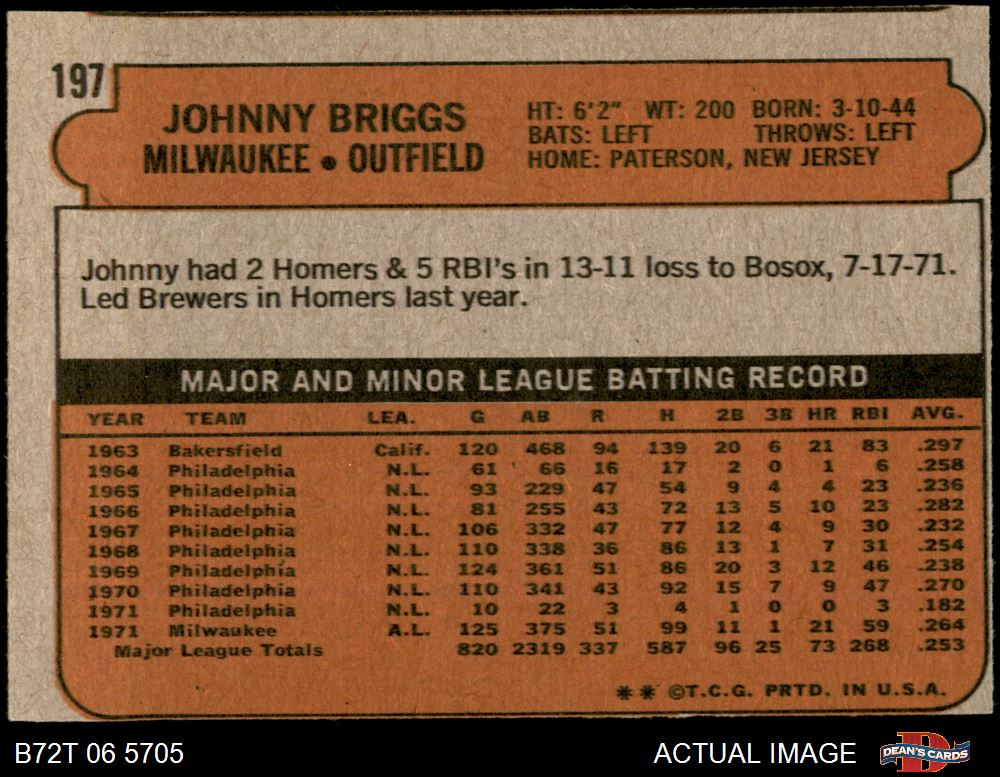 197
JOHNNY BRIGGS
MILWAUKEE • OUTFIELD
HT: 6'2" WT: 200 BORN: 3-10-44
BATS: LEFT THROWS: LEFT
HOME: PATERSON, NEW JERSEY
Johnny had 2 Homers & 5 RBI's in 13-11 loss to Bosox, 7-17-71.
Led Brewers in Homers last year.
MAJOR AND MINOR LEAGUE BATTING RECORD
YEAR TEAM LEA. G AB R H 2B 3B HR RBI AVG.
1963 Bakersfield Calif. 120 468 94 139 20 6 21 83 .297
1964 Philadelphia N.L. 61 66 16 17 2 0 1 6 .258
1965 Philadelphia N.L. 93 229 47 54 9 4 4 23 .236
1966 Philadelphia N.L. 81 255 43 72 13 5 10 23 .282
1967 Philadelphia N.L. 106 332 47 77 12 4 9 30 .232
1968 Philadelphia N.L. 110 338 36 86 13 1 7 31 .254
1969 Philadelphia N.L. 124 361 51 86 20 3 12 46 .238
1970 Philadelphia N.L. 110 341 43 92 15 7 9 47 .270
1971 Philadelphia N.L. 10 22 3 4 1 0 0 3 .182
1971 Milwaukee A.L. 125 375 51 99 11 1 21 59 .264
Major League Totals 820 2319 337 587 96 25 73 268 .253
** ©T.C.G. PRTD. IN U.S.A.
B72T 06 5705
ACTUAL IMAGE
DEAN'S CARDS